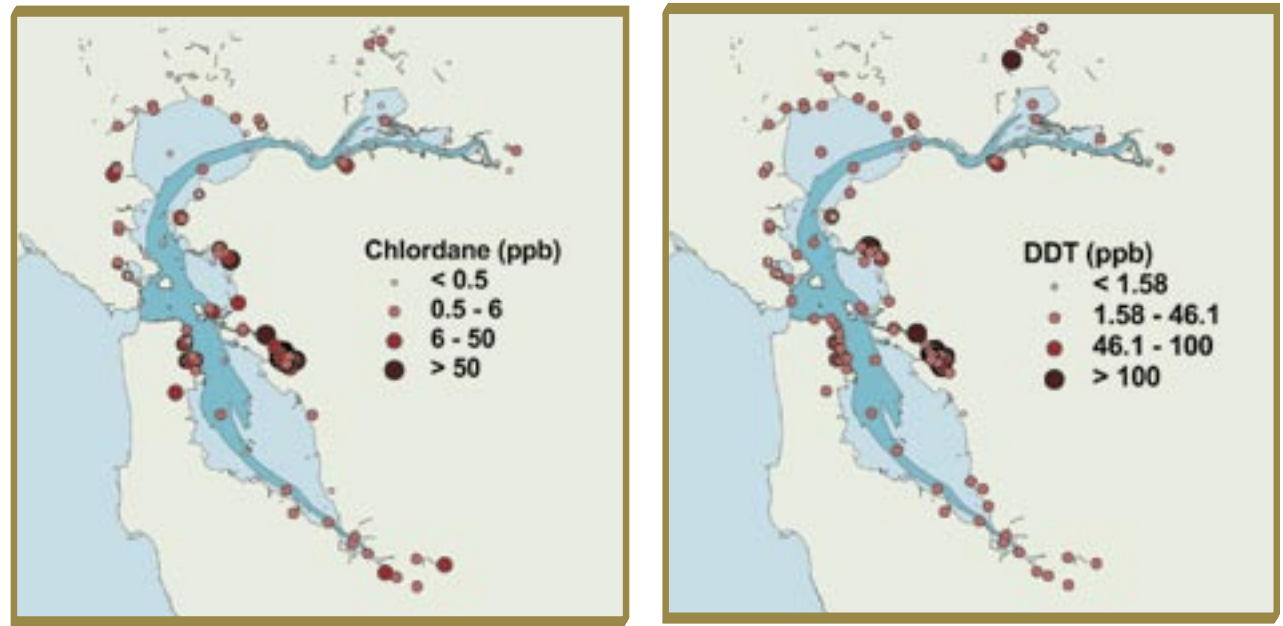 Chlordane (ppb)
< 0.5
0.5 - 6
6 - 50
> 50
DDT (ppb)
< 1.58
1.58 - 46.1
46.1 - 100
> 100